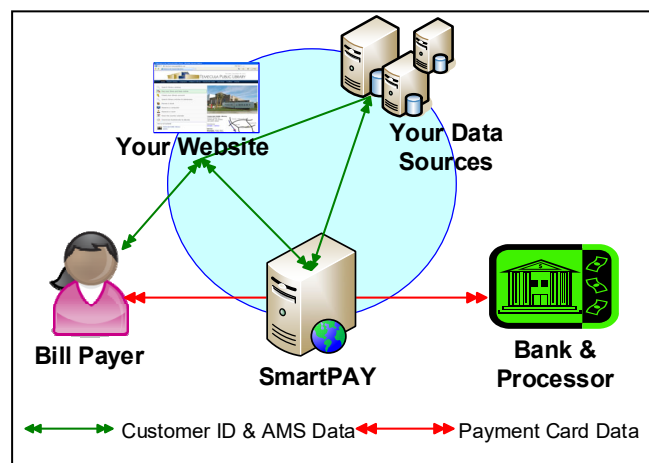 Your Website
Your Data
Sources
Bill Payer
SmartPAY
Bank &
Processor
Customer ID & AMS Data
Payment Card Data